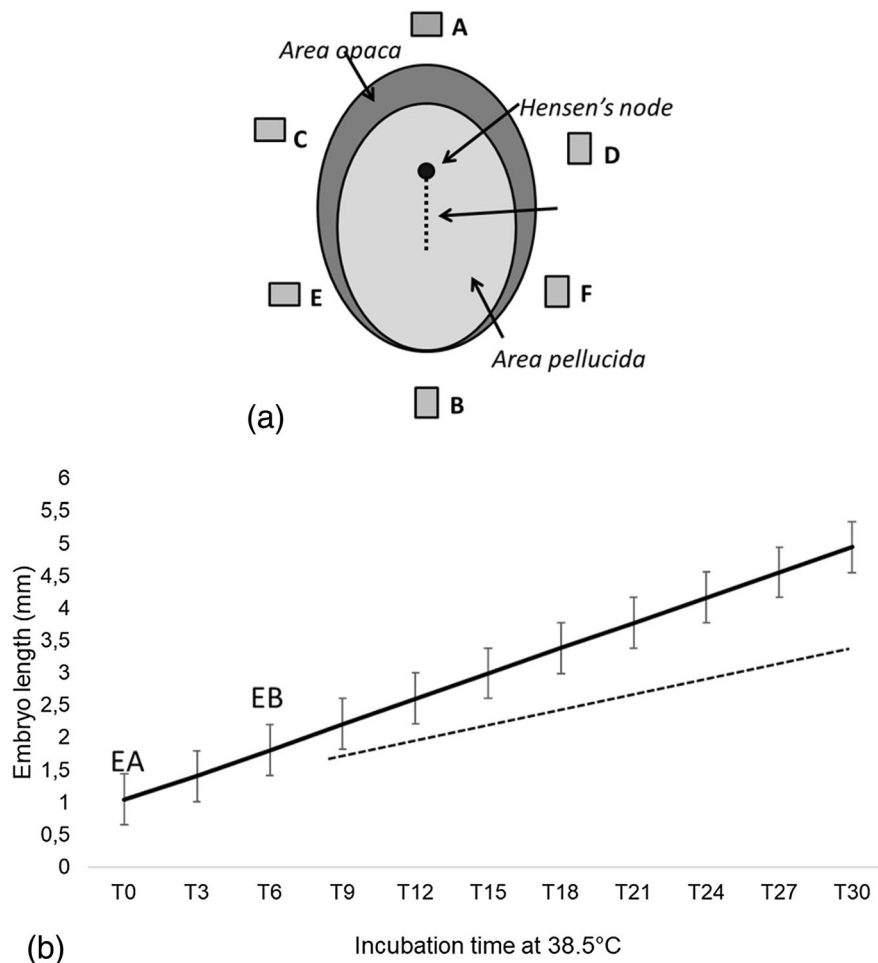 A
Area opaca
Hensen's node
C
D
E
F
Area pellucida
B
(a)
Embryo length (mm)
6
5,5
5
4,5
4
3,5
3
2,5
2
1,5
1
0,5
0
EA
EB
T0 T3 T6 T9 T12 T15 T18 T21 T24 T27 T30
(b)
Incubation time at 38.5°C